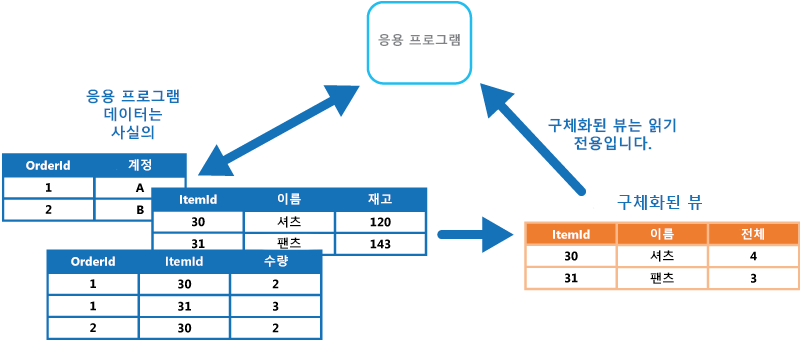 응용 프로그램
응용 프로그램
데이터는
사실의
구체화된 뷰는 읽기
전용입니다.
OrderId 계정
1 A
2 B
ItemId 이름 재고
30 셔츠 120
31 팬츠 143
OrderId ItemId 수량
1 30 2
1 31 3
2 30 2
구체화된 뷰
ItemId 이름 전체
30 셔츠 4
31 팬츠 3